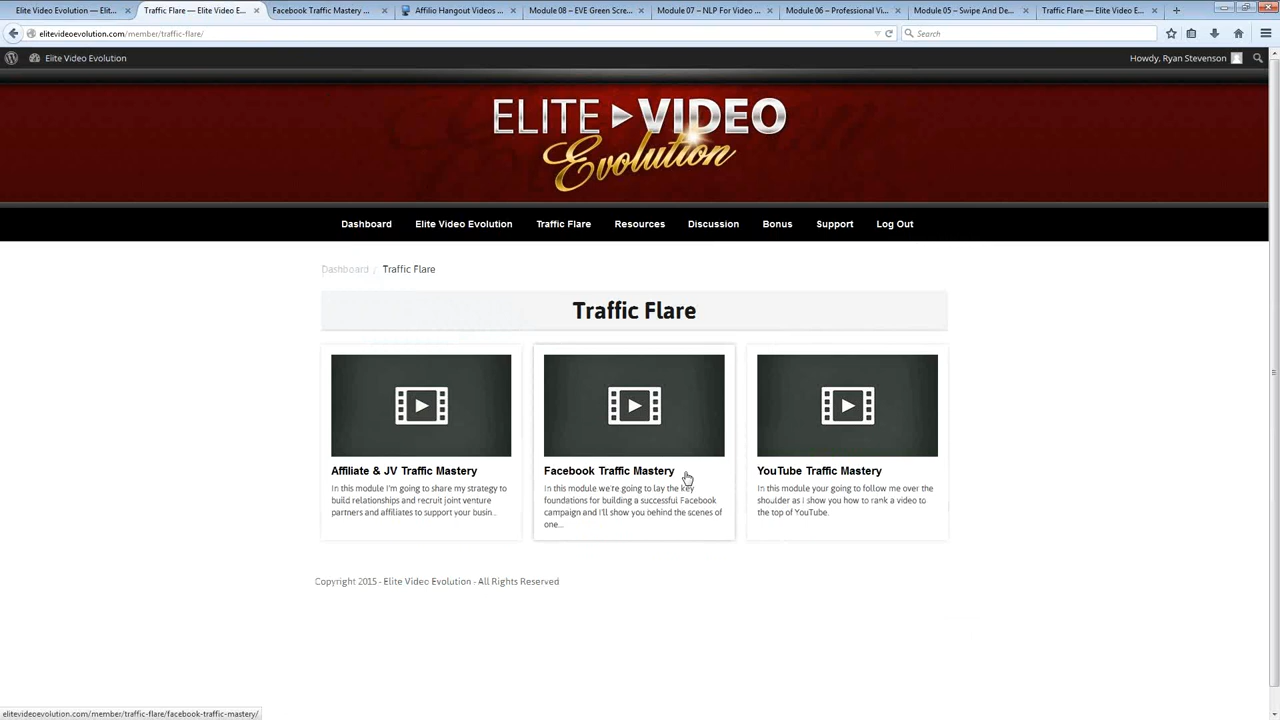 Elite Video Evolution — Elit...
Traffic Flare — Elite Video E...
Facebook Traffic Mastery ...
Affilio Hangout Videos ...
Module 08 – EVE Green Scre...
Module 07 – NLP For Video ...
Module 06 – Professional Vi...
Module 05 – Swipe And De...
Traffic Flare — Elite Video E...
elitevideoevolution.com/member/traffic-flare/
Search
Elite Video Evolution
Howdy, Ryan Stevenson
ELITE VIDEO
Evolution
Dashboard
Elite Video Evolution
Traffic Flare
Resources
Discussion
Bonus
Support
Log Out
Dashboard / Traffic Flare
Traffic Flare
Affiliate & JV Traffic Mastery
In this module I'm going to share my strategy to
build relationships and recruit joint venture
partners and affiliates to support your busin...
Facebook Traffic Mastery
In this module we're going to lay the key
foundations for building a successful Facebook
campaign and I'll show you behind the scenes of
one...
YouTube Traffic Mastery
In this module your going to follow me over the
shoulder as I show you how to rank a video to
the top of YouTube.
Copyright 2015 - Elite Video Evolution - All Rights Reserved
elitevideoevolution.com/member/traffic-flare/facebook-traffic-mastery/